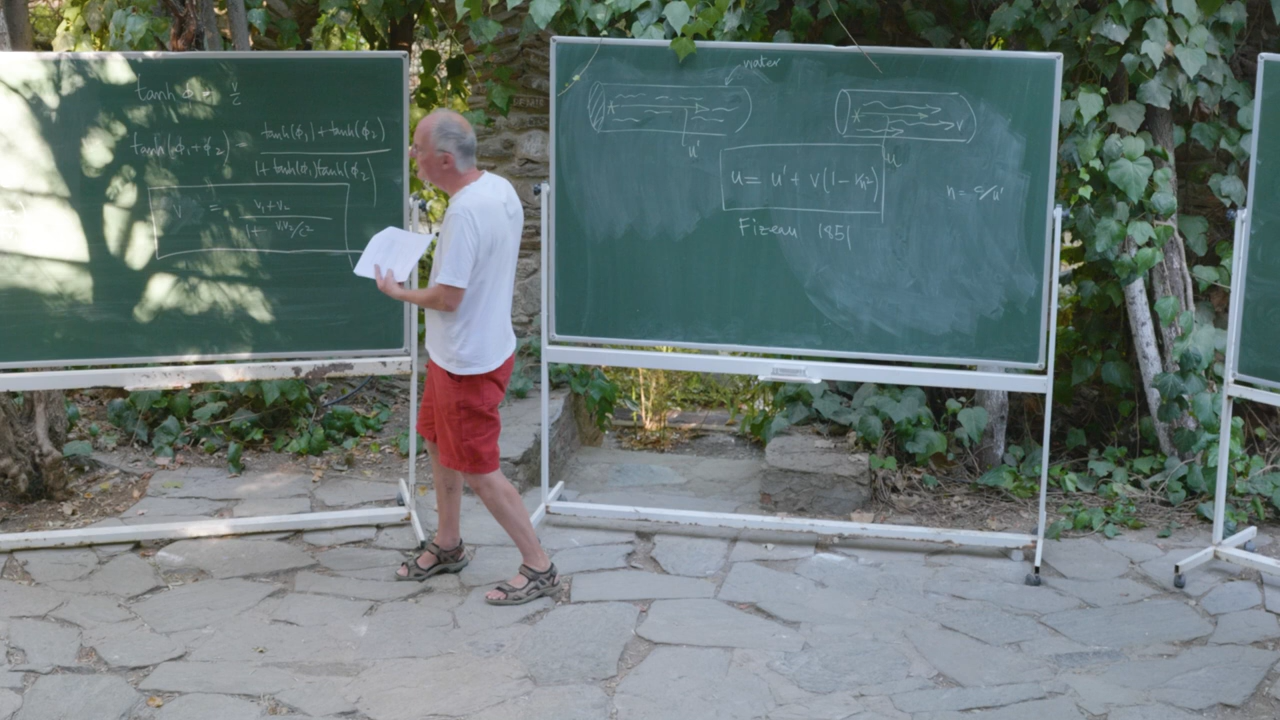 tanh ϕ = v/c
tanh(ϕ₁+ϕ₂) = (tanh(ϕ₁)+tanh(ϕ₂))/(1+tanh(ϕ₁)tanh(ϕ₂))
v = (v₁+v₂)/(1+v₁v₂/c²)
water
u'
v
u
u = u' + v(1-1/n²)
n = c/u'
Fizeau 1851